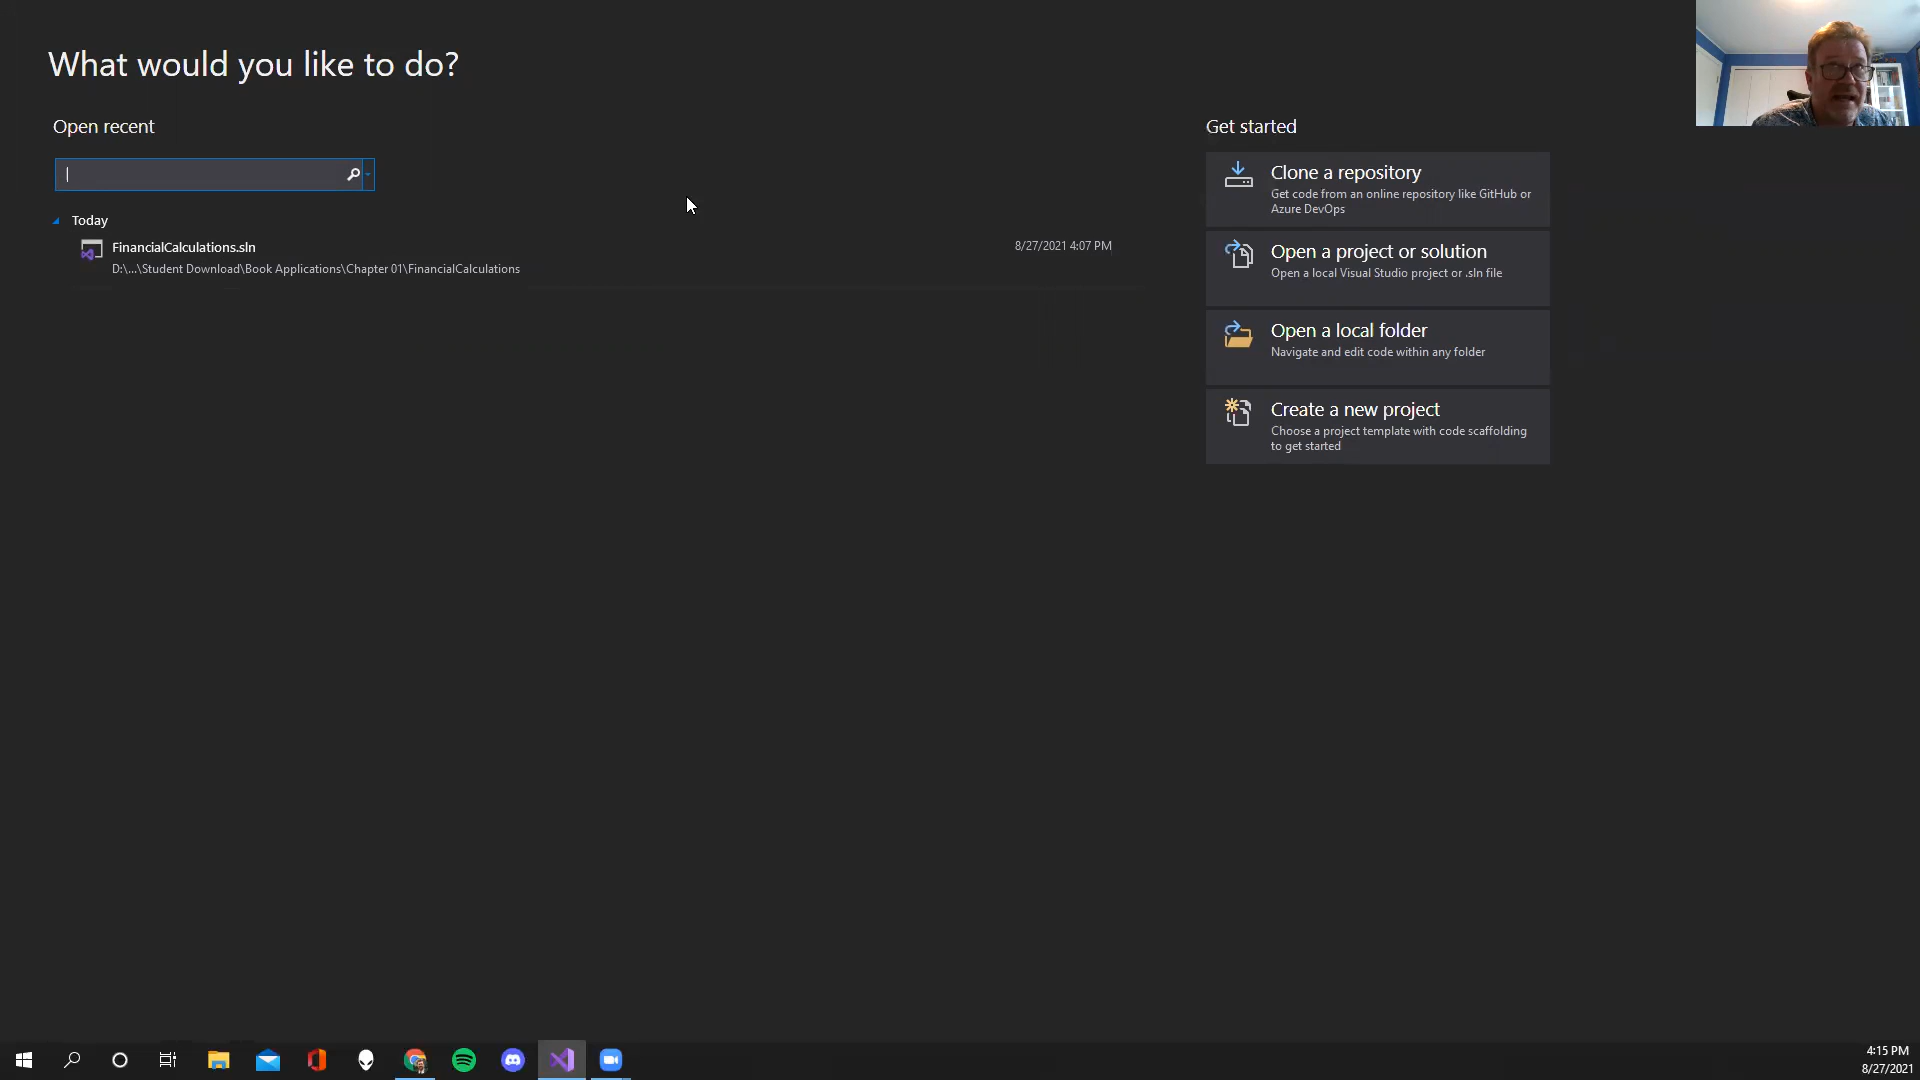 What would you like to do?
Open recent
Today
FinancialCalculations.sln
8/27/2021 4:07 PM
D:\...\Student Download\Book Applications\Chapter 01\FinancialCalculations
Get started
Clone a repository
Get code from an online repository like GitHub or
Azure DevOps
Open a project or solution
Open a local Visual Studio project or .sln file
Open a local folder
Navigate and edit code within any folder
Create a new project
Choose a project template with code scaffolding
to get started
4:15 PM
8/27/2021